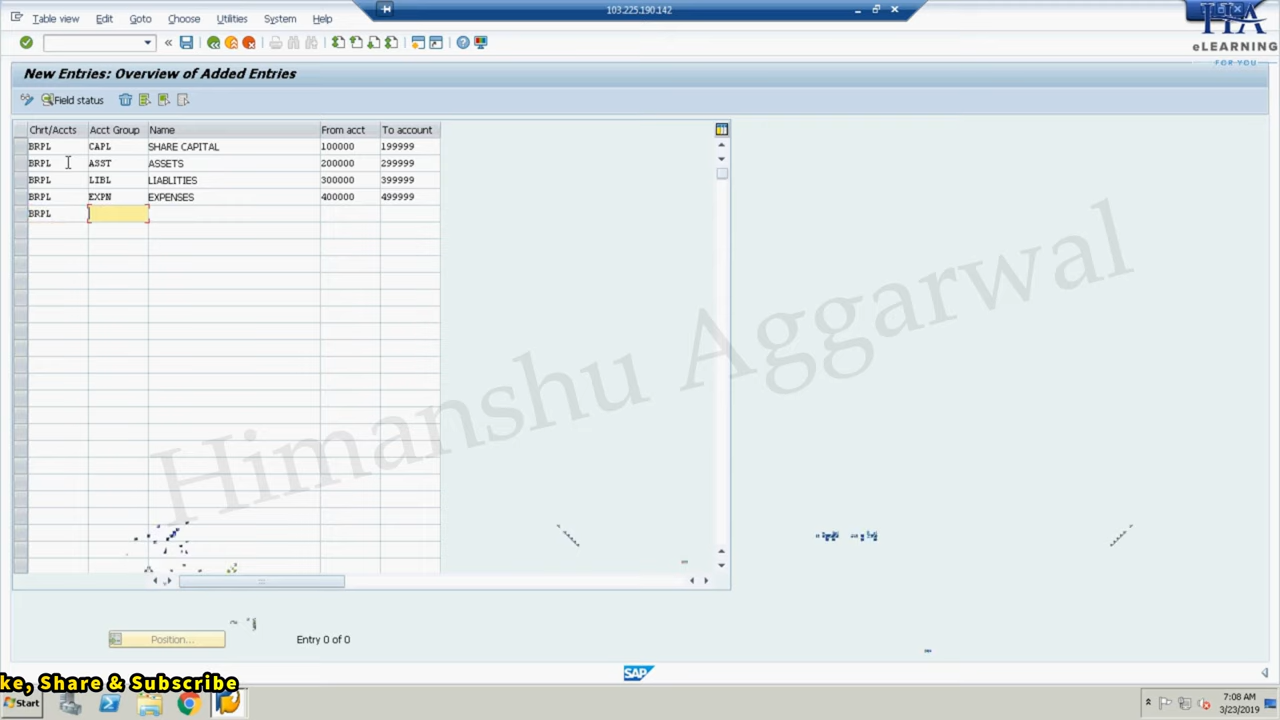 103.225.190.142
Table view Edit Goto Choose Utilities System Help
HA
eLEARNING
FOR YOU
New Entries: Overview of Added Entries
Field status
Chrt/Accts Acct Group Name From acct To account
BRPL CAPL SHARE CAPITAL 100000 199999
BRPL ASST ASSETS 200000 299999
BRPL LIBL LIABLITIES 300000 399999
BRPL EXPN EXPENSES 400000 499999
BRPL
Himanshu Aggarwal
Position... Entry 0 of 0
SAP
ke, Share & Subscribe
Start
7:08 AM
3/23/2019